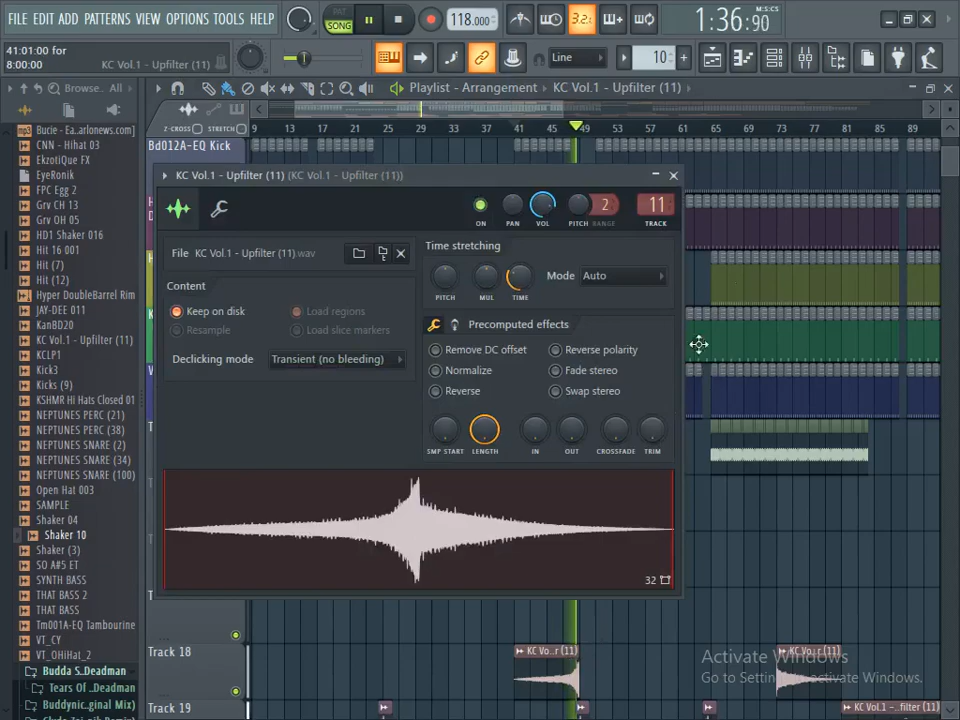 FILE EDIT ADD PATTERNS VIEW OPTIONS TOOLS HELP
PAT
SONG
118.000
3.2
1:36:90
M:S:CS
41:01:00 for
8:00:00
KC Vol.1 - Upfilter (11)
Line
10
Browse.. All
Playlist - Arrangement
KC Vol.1 - Upfilter (11)
Z-CROSS
STRETCH
9 13 17 21 25 29 33 37 41 45 49 53 57 61 65 69 73 77 81 85 89
Bucie - Ea..arlonews.com]
CNN - Hihat 03
EkzotiQue FX
EyeRonik
FPC Egg 2
Grv CH 13
Grv OH 05
HD1 Shaker 016
Hit 16 001
Hit (7)
Hit (12)
Hyper DoubleBarrel Rim
JAY-DEE 011
KanBD20
KC Vol.1 - Upfilter (11)
KCLP1
Kick3
Kicks (9)
NEPTUNES PERC (21)
NEPTUNES PERC (38)
NEPTUNES SNARE (2)
NEPTUNES SNARE (34)
NEPTUNES SNARE (100)
Open Hat 003
SAMPLE
Shaker 04
Shaker 10
Shaker (3)
SO A#5 ET
SYNTH BASS
THAT BASS 2
THAT BASS
Tm001A-EQ Tambourine
VT_CY
VT_OHiHat_2
Budda S..Deadman
Tears Of ..Deadman
Buddynic..ginal Mix)
Bd012A-EQ Kick
KC Vol.1 - Upfilter (11) (KC Vol.1 - Upfilter (11))
ON
PAN
VOL
PITCH
2
RANGE
11
TRACK
File KC Vol.1 - Upfilter (11).wav
Content
Keep on disk
Load regions
Resample
Load slice markers
Declicking mode
Transient (no bleeding)
Time stretching
PITCH
MUL
TIME
Mode
Auto
Precomputed effects
Remove DC offset
Reverse polarity
Normalize
Fade stereo
Reverse
Swap stereo
SMP START
LENGTH
IN
OUT
CROSSFADE
TRIM
32
Track 18
KC Vo..r (11)
KC Vo..r (11)
Activate Windows
Go to Settings to activate Windows.
Track 19
KC Vol.1 - Upfilter (11)